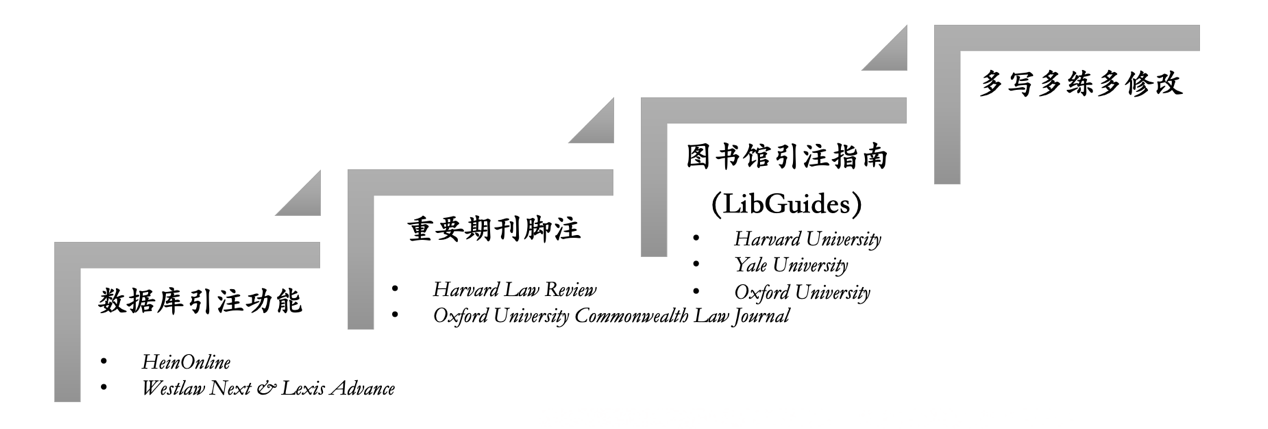 数据库引注功能
• HeinOnline
• Westlaw Next & Lexis Advance
重要期刊脚注
• Harvard Law Review
• Oxford University Commonwealth Law Journal
图书馆引注指南
(LibGuides)
• Harvard University
• Yale University
• Oxford University
多写多练多修改